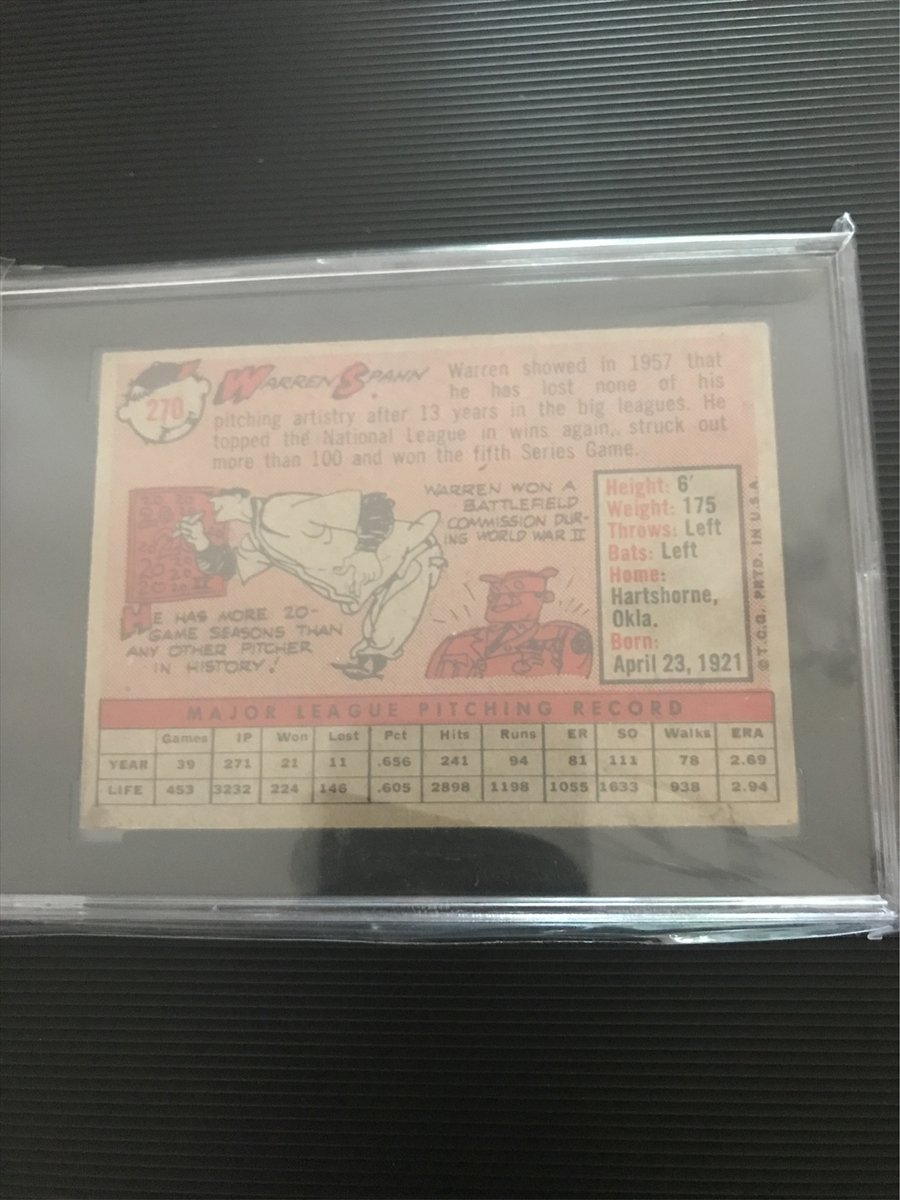 270
WARREN SPAHN
Warren showed in 1957 that
he has lost none of his
pitching artistry after 13 years in the big leagues. He
topped the National League in wins again, struck out
more than 100 and won the fifth Series Game.
WARREN WON A
BATTLEFIELD
COMMISSION DUR-
ING WORLD WAR II
HE HAS MORE 20-
GAME SEASONS THAN
ANY OTHER PITCHER
IN HISTORY!
Height: 6'
Weight: 175
Throws: Left
Bats: Left
Home:
Hartshorne,
Okla.
Born:
April 23, 1921
© T.C.G. PRTD. IN U.S.A.
MAJOR LEAGUE PITCHING RECORD
Games IP Won Lost Pct Hits Runs ER SO Walks ERA
YEAR 39 271 21 11 .656 241 94 81 111 78 2.69
LIFE 453 3232 224 146 .605 2898 1198 1055 1633 938 2.94